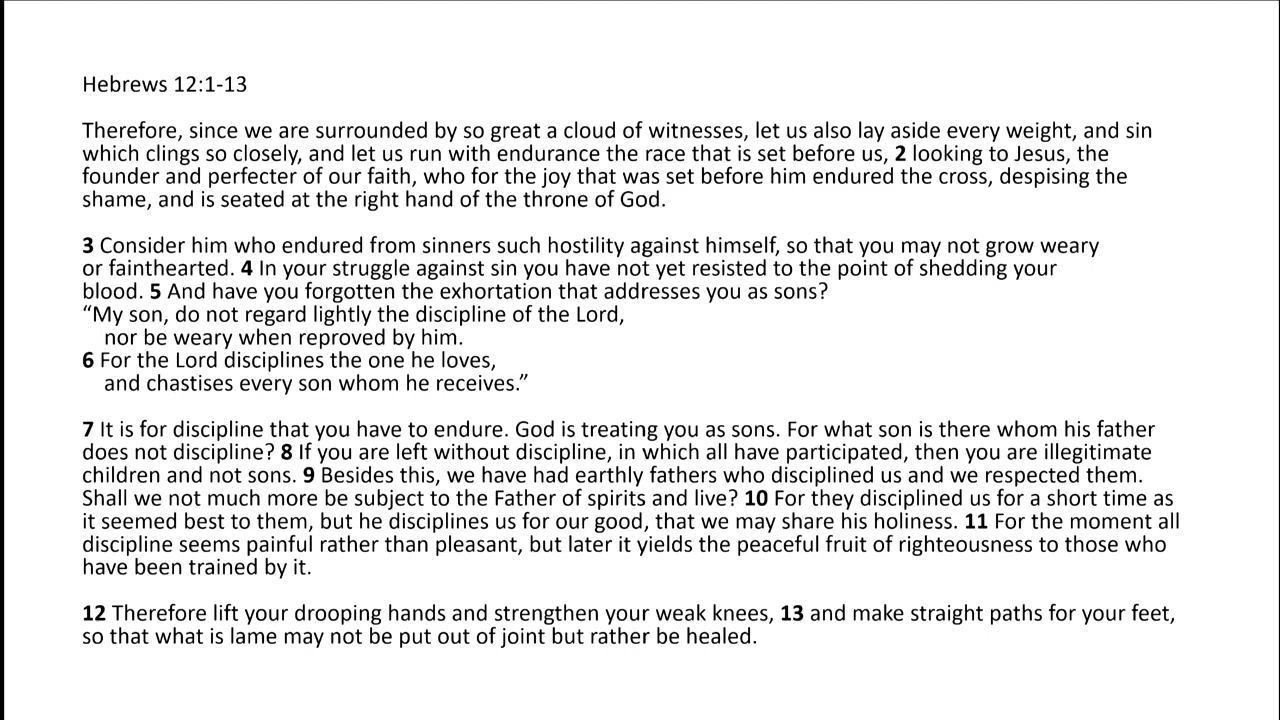 Hebrews 12:1-13
Therefore, since we are surrounded by so great a cloud of witnesses, let us also lay aside every weight, and sin
which clings so closely, and let us run with endurance the race that is set before us, 2 looking to Jesus, the
founder and perfecter of our faith, who for the joy that was set before him endured the cross, despising the
shame, and is seated at the right hand of the throne of God.
3 Consider him who endured from sinners such hostility against himself, so that you may not grow weary
or fainthearted. 4 In your struggle against sin you have not yet resisted to the point of shedding your
blood. 5 And have you forgotten the exhortation that addresses you as sons?
“My son, do not regard lightly the discipline of the Lord,
nor be weary when reproved by him.
6 For the Lord disciplines the one he loves,
and chastises every son whom he receives.”
7 It is for discipline that you have to endure. God is treating you as sons. For what son is there whom his father
does not discipline? 8 If you are left without discipline, in which all have participated, then you are illegitimate
children and not sons. 9 Besides this, we have had earthly fathers who disciplined us and we respected them.
Shall we not much more be subject to the Father of spirits and live? 10 For they disciplined us for a short time as
it seemed best to them, but he disciplines us for our good, that we may share his holiness. 11 For the moment all
discipline seems painful rather than pleasant, but later it yields the peaceful fruit of righteousness to those who
have been trained by it.
12 Therefore lift your drooping hands and strengthen your weak knees, 13 and make straight paths for your feet,
so that what is lame may not be put out of joint but rather be healed.